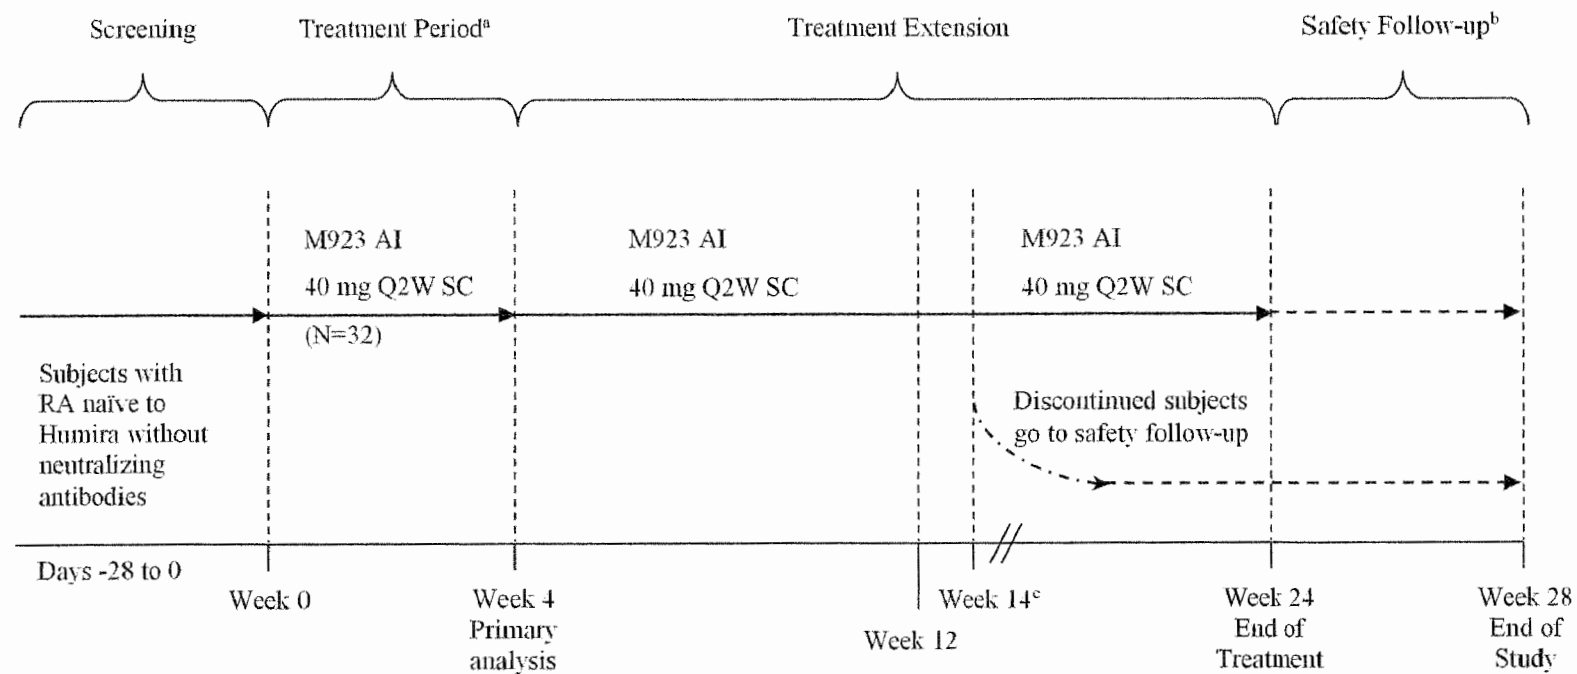 Screening
Treatment Periodᵃ
Treatment Extension
Safety Follow-upᵇ
M923 AI
40 mg Q2W SC
(N=32)
M923 AI
40 mg Q2W SC
M923 AI
40 mg Q2W SC
Subjects with
RA naïve to
Humira without
neutralizing
antibodies
Discontinued subjects
go to safety follow-up
Days -28 to 0
Week 0
Week 4
Primary
analysis
Week 12
Week 14ᶜ
Week 24
End of
Treatment
Week 28
End of
Study